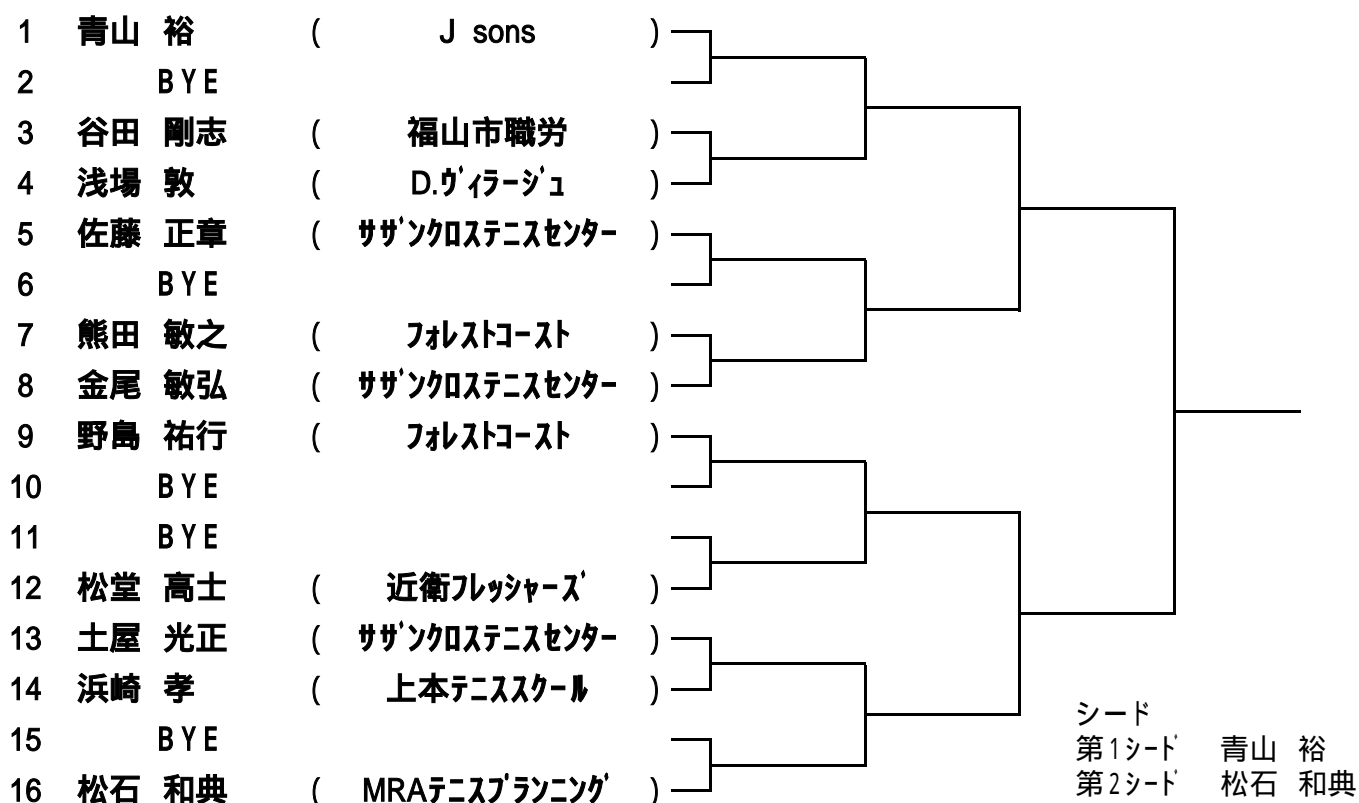 1 青山 裕 ( J sons )
2 BYE
3 谷田 剛志 ( 福山市職労 )
4 浅場 敦 ( D.ヴィラージュ )
5 佐藤 正章 ( サザンクロステニスセンター )
6 BYE
7 熊田 敏之 ( フォレストコースト )
8 金尾 敏弘 ( サザンクロステニスセンター )
9 野島 祐行 ( フォレストコースト )
10 BYE
11 BYE
12 松堂 高士 ( 近衛フレッシャーズ )
13 土屋 光正 ( サザンクロステニスセンター )
14 浜崎 孝 ( 上本テニススクール )
15 BYE
16 松石 和典 ( MRAテニスプランニング )
シード
第1シード 青山 裕
第2シード 松石 和典